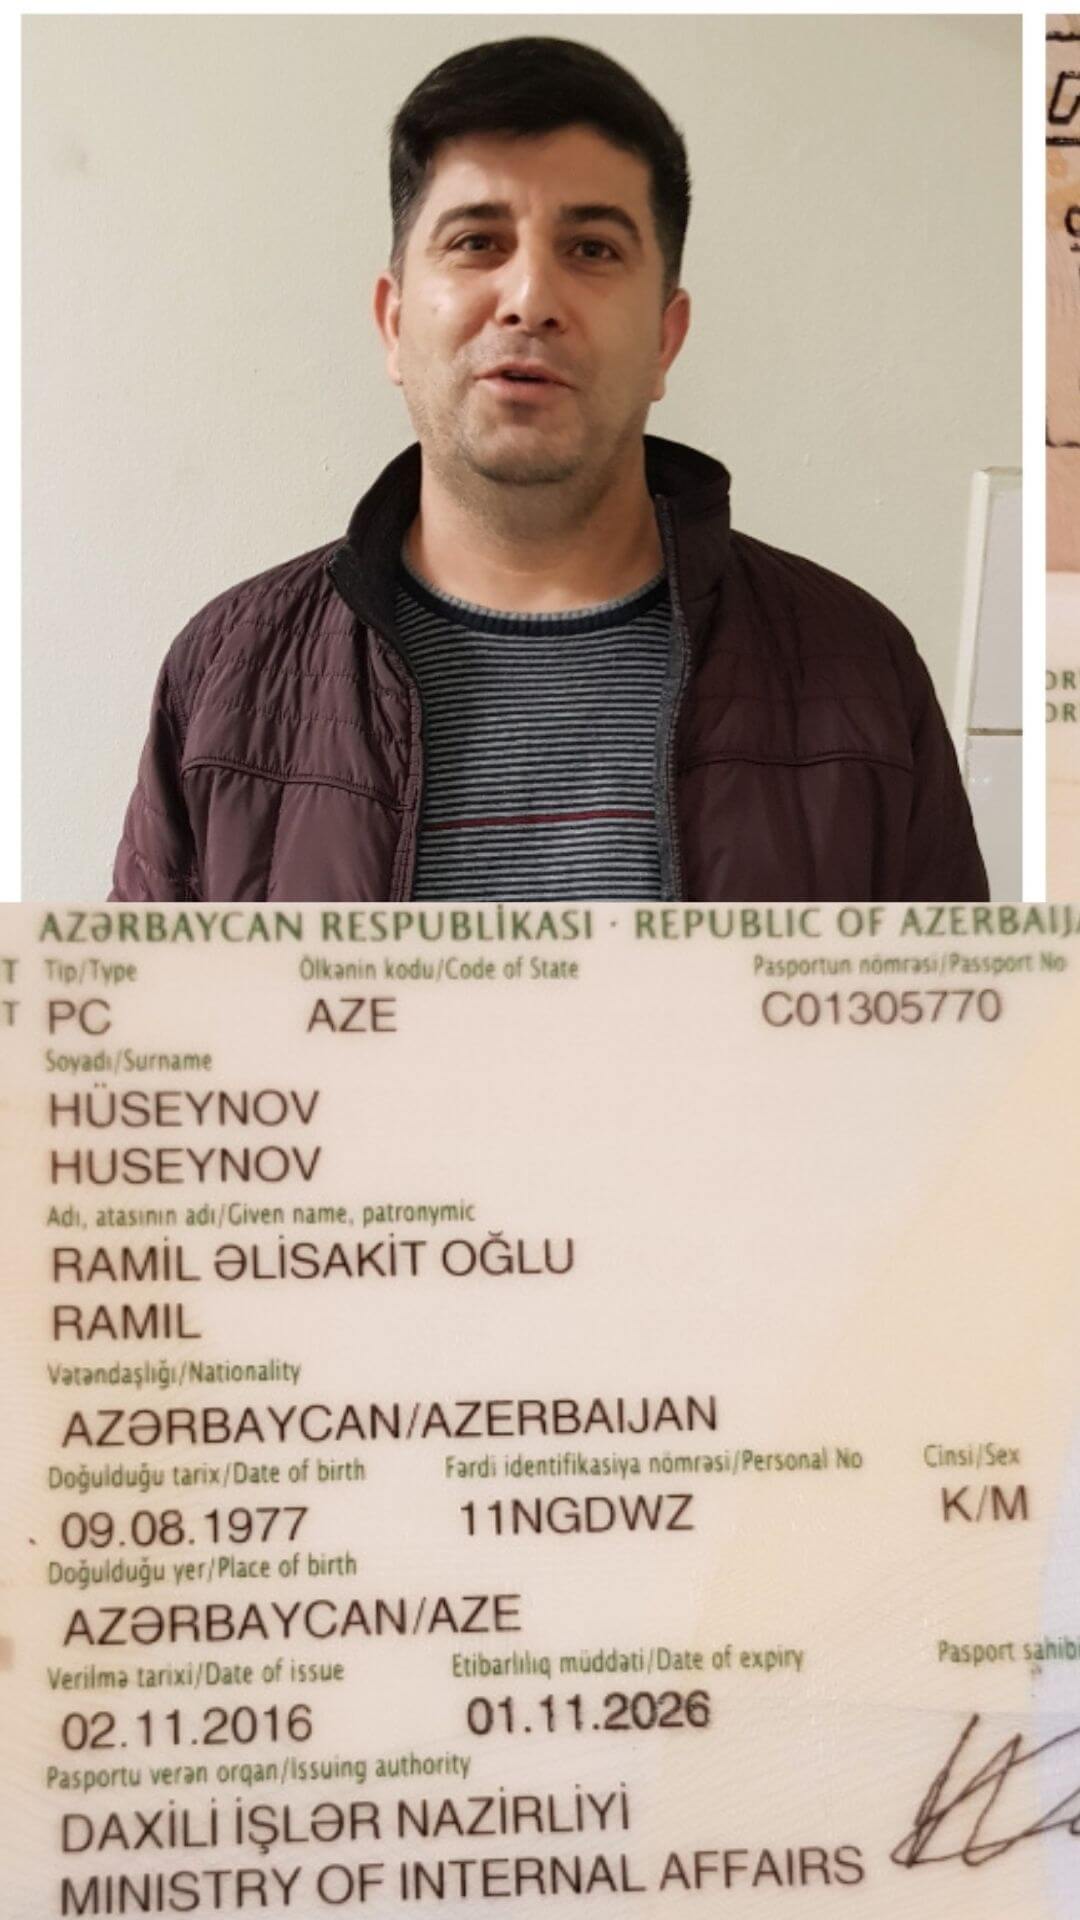 AZƏRBAYCAN RESPUBLİKASI · REPUBLIC OF
Tip/Type Ölkənin kodu/Code of State Pasportun nömrəsi/Passport No
PC AZE C01305770
Soyadı/Surname
HÜSEYNOV
HUSEYNOV
Adı, atasının adı/Given name, patronymic
RAMİL ƏLİSAKİT OĞLU
RAMIL
Vətəndaşlığı/Nationality
AZƏRBAYCAN/AZERBAIJAN
Doğulduğu tarix/Date of birth Fərdi identifikasiya nömrəsi/Personal No Cinsi/Sex
09.08.1977 11NGDWZ K/M
Doğulduğu yer/Place of birth
AZƏRBAYCAN/AZE
Verilmə tarixi/Date of issue Etibarlılıq müddəti/Date of expiry Pasport
02.11.2016 01.11.2026
Pasportu verən orqan/Issuing authority
DAXİLİ İŞLƏR NAZİRLİYİ
MINISTRY OF INTERNAL AFFAIRS